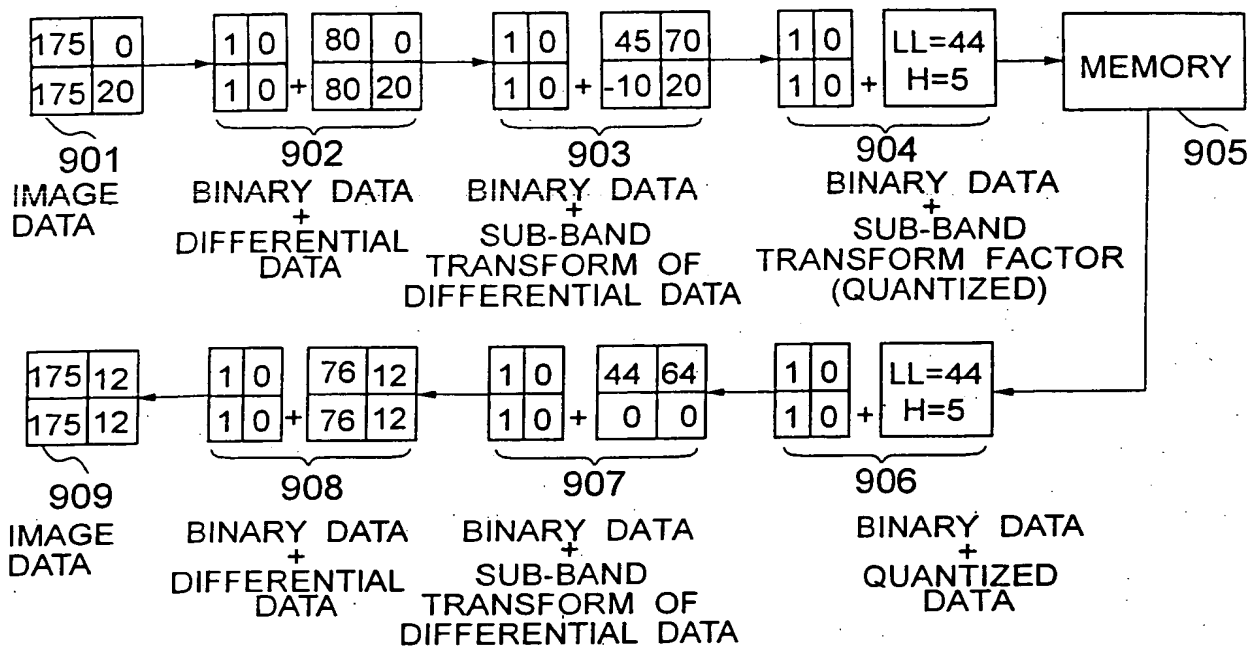 175 0 1 0 80 0 1 0 45 70 1 0 LL=44 MEMORY
175 20 1 0 + 80 20 1 0 + -10 20 1 0 + H=5
901 902 903 904 905
IMAGE
DATA
BINARY DATA
+
DIFFERENTIAL
DATA
BINARY DATA
+
SUB-BAND
TRANSFORM OF
DIFFERENTIAL DATA
BINARY DATA
+
SUB-BAND
TRANSFORM FACTOR
(QUANTIZED)
175 12 1 0 76 12 1 0 44 64 1 0 LL=44
175 12 1 0 + 76 12 1 0 + 0 0 1 0 + H=5
909 908 907 906
IMAGE
DATA
BINARY DATA
+
DIFFERENTIAL
DATA
BINARY DATA
+
SUB-BAND
TRANSFORM OF
DIFFERENTIAL DATA
BINARY DATA
+
QUANTIZED
DATA